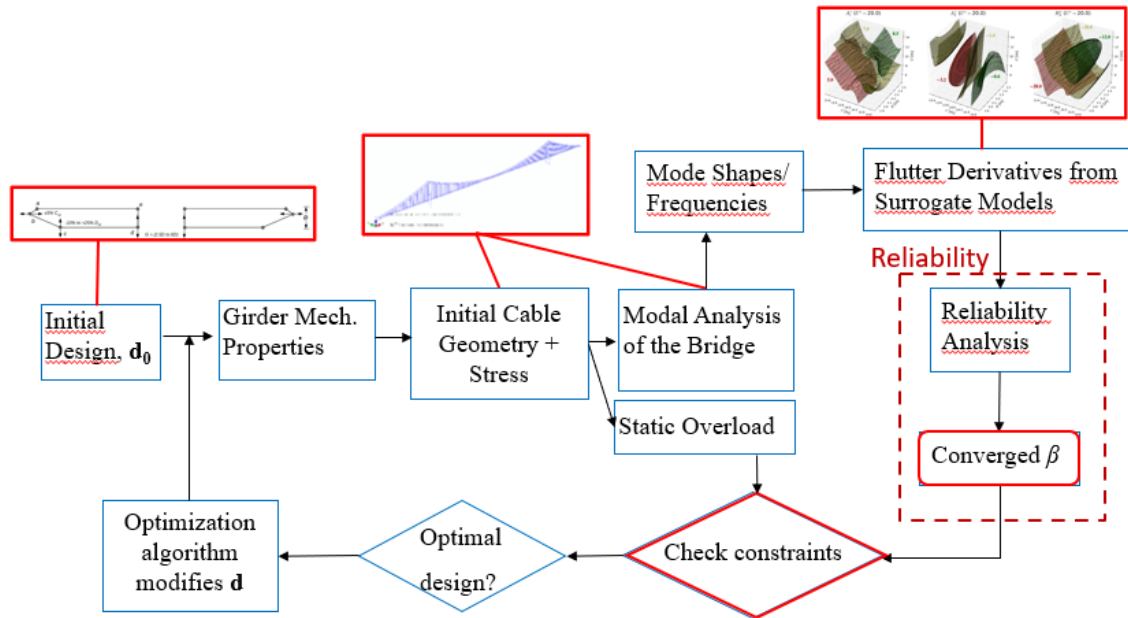 Mode Shapes/
Frequencies
Flutter Derivatives from
Surrogate Models
Reliability
Initial
Design, d₀
Girder Mech.
Properties
Initial Cable
Geometry +
Stress
Modal Analysis
of the Bridge
Reliability
Analysis
Static Overload
Converged β
Optimization
algorithm
modifies d
Optimal
design?
Check constraints